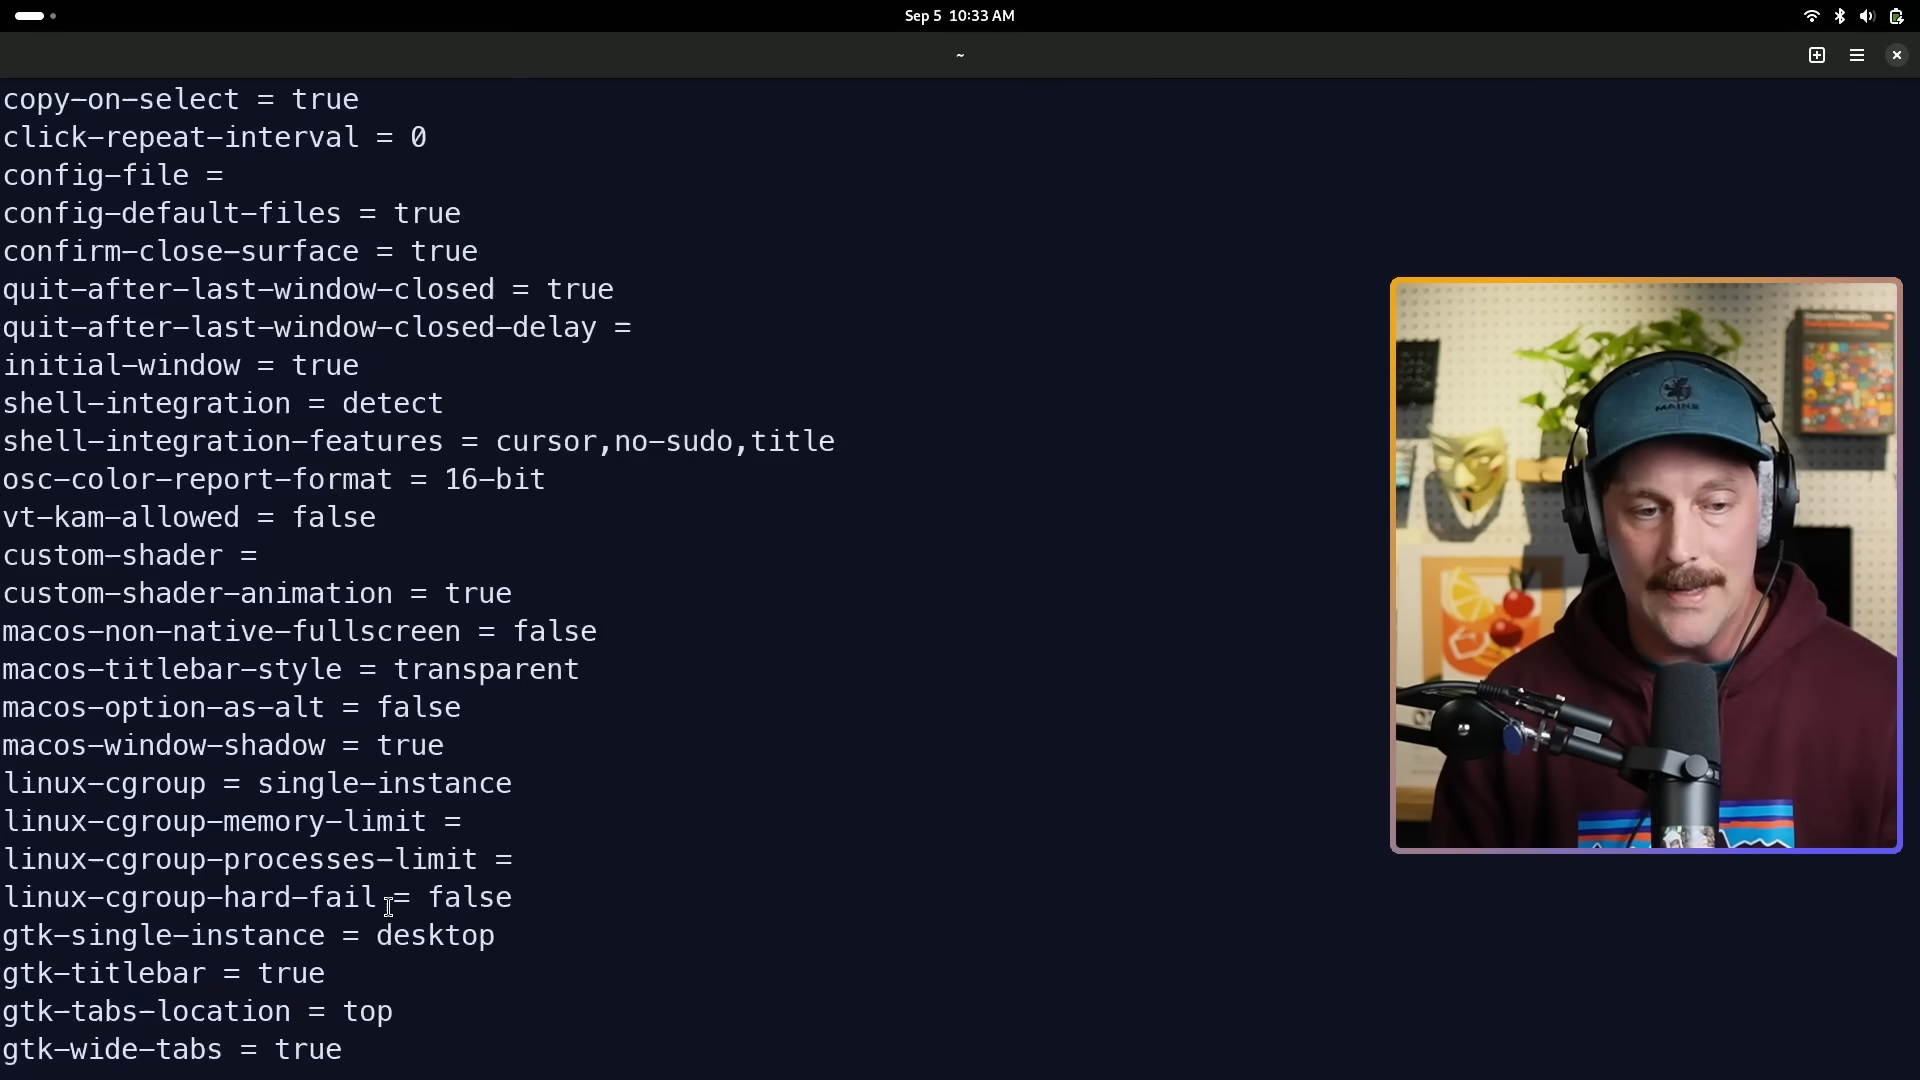 Sep 5 10:33 AM
~
copy-on-select = true
click-repeat-interval = 0
config-file =
config-default-files = true
confirm-close-surface = true
quit-after-last-window-closed = true
quit-after-last-window-closed-delay =
initial-window = true
shell-integration = detect
shell-integration-features = cursor,no-sudo,title
osc-color-report-format = 16-bit
vt-kam-allowed = false
custom-shader =
custom-shader-animation = true
macos-non-native-fullscreen = false
macos-titlebar-style = transparent
macos-option-as-alt = false
macos-window-shadow = true
linux-cgroup = single-instance
linux-cgroup-memory-limit =
linux-cgroup-processes-limit =
linux-cgroup-hard-fail = false
gtk-single-instance = desktop
gtk-titlebar = true
gtk-tabs-location = top
gtk-wide-tabs = true
MAINE